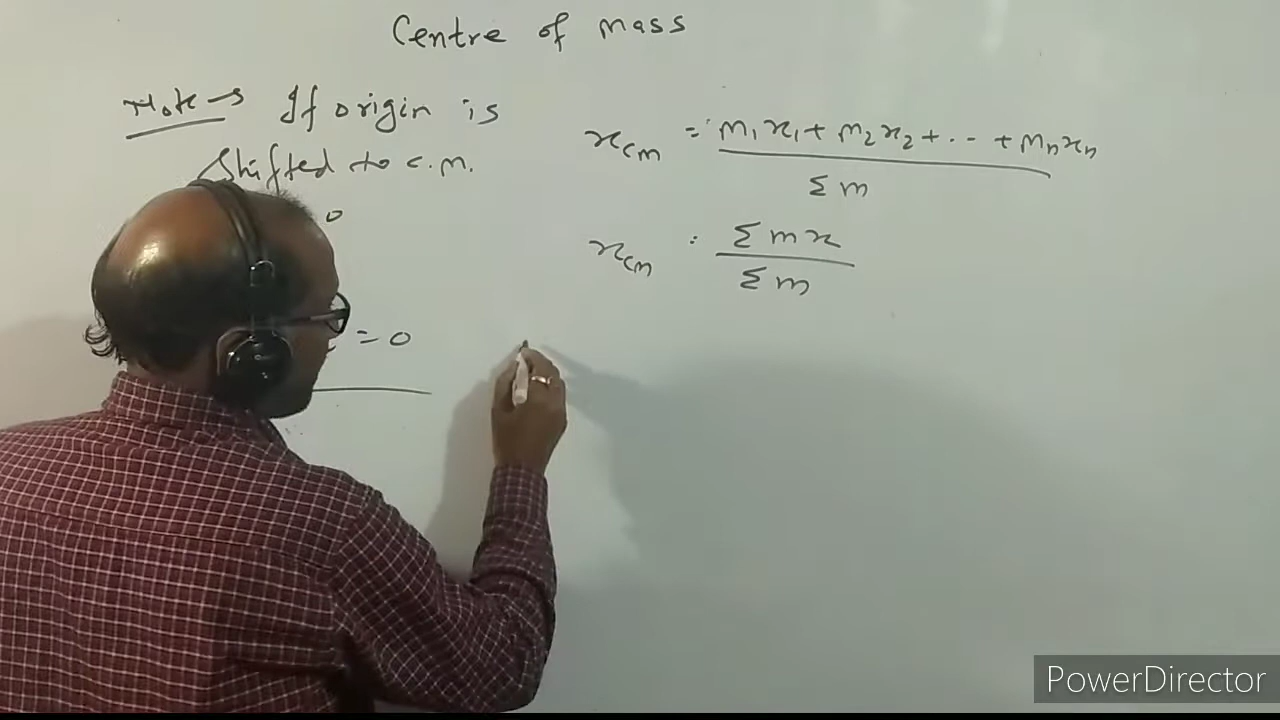 Centre of mass
Note → If origin is
shifted to c.m.
0
= 0
x_cm = m₁x₁ + m₂x₂ + ... + mₙxₙ
Σm
x_cm : Σmx
Σm
PowerDirector